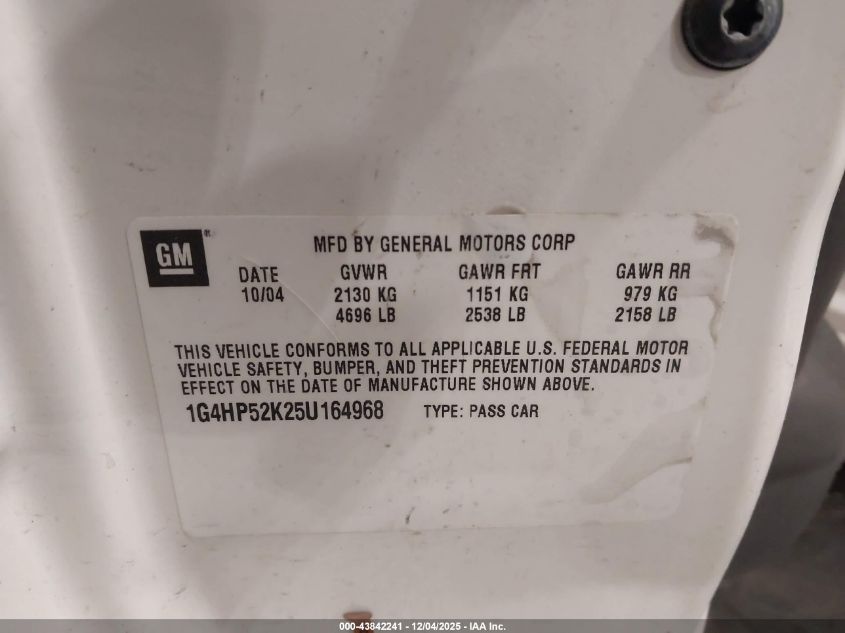 GM®
MFD BY GENERAL MOTORS CORP
DATE GVWR GAWR FRT GAWR RR
10/04 2130 KG 1151 KG 979 KG
4696 LB 2538 LB 2158 LB
THIS VEHICLE CONFORMS TO ALL APPLICABLE U.S. FEDERAL MOTOR
VEHICLE SAFETY, BUMPER, AND THEFT PREVENTION STANDARDS IN
EFFECT ON THE DATE OF MANUFACTURE SHOWN ABOVE.
1G4HP52K25U164968 TYPE: PASS CAR
000-43842241 - 12/04/2025 - IAA Inc.